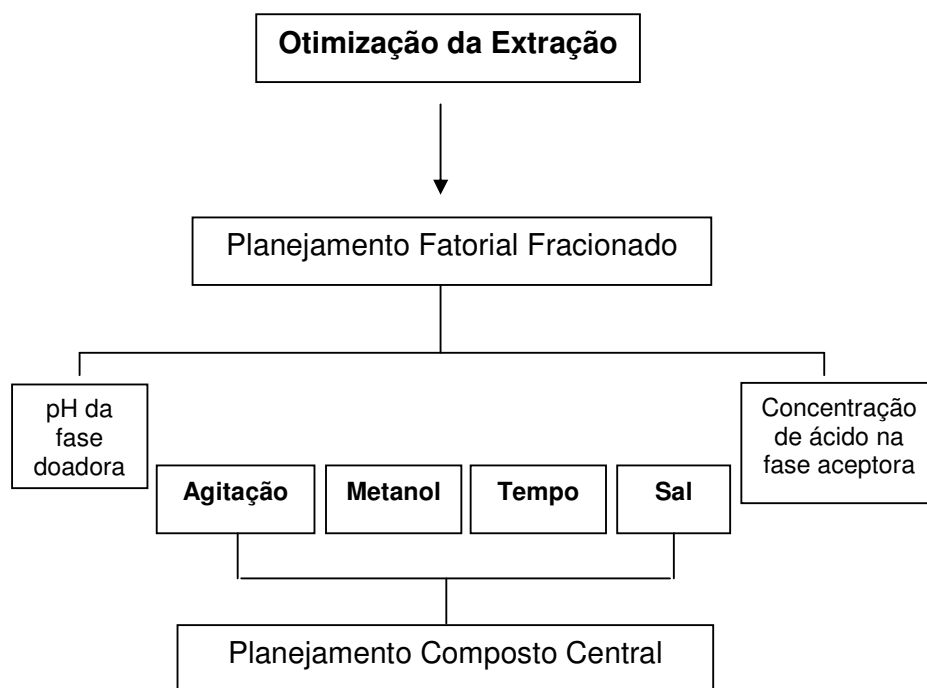 Otimização da Extração
Planejamento Fatorial Fracionado
pH da
fase
doadora
Concentração
de ácido na
fase aceptora
Agitação
Metanol
Tempo
Sal
Planejamento Composto Central